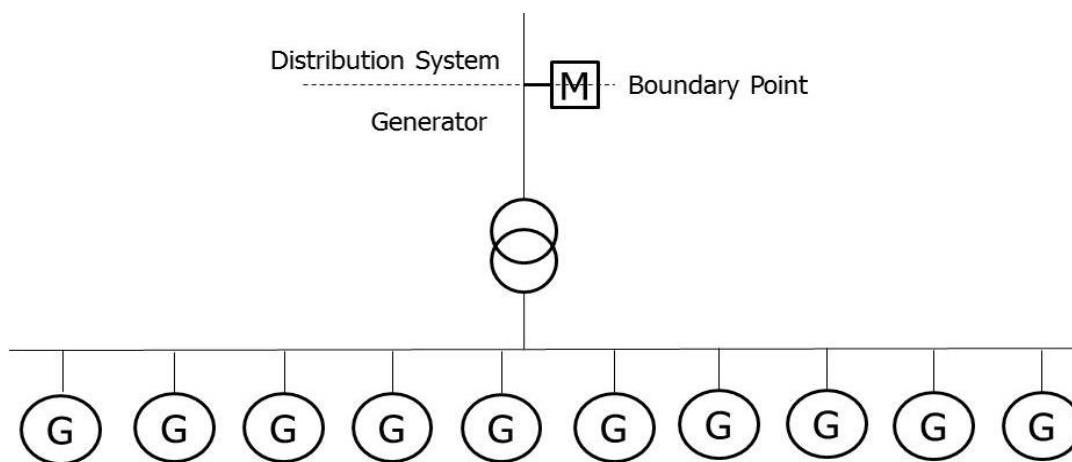 Distribution System
M Boundary Point
Generator
G G G G G G G G G G